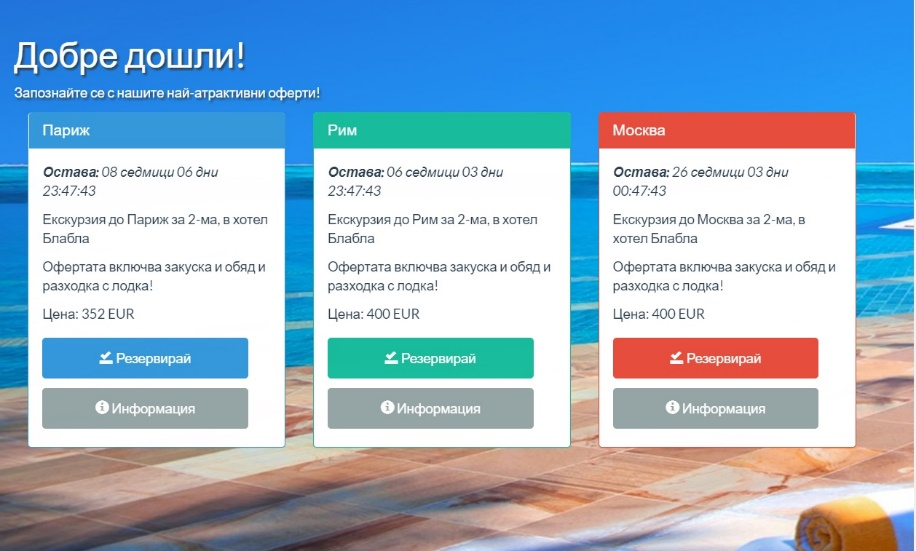 Добре дошли!
Запознайте се с нашите най-атрактивни оферти!
Париж
Остава: 08 седмици 06 дни
23:47:43
Екскурзия до Париж за 2-ма, в хотел
Блабла
Офертата включва закуска и обяд и
разходка с лодка!
Цена: 352 EUR
Резервирай
Информация
Рим
Остава: 06 седмици 03 дни
23:47:43
Екскурзия до Рим за 2-ма, в хотел
Блабла
Офертата включва закуска и обяд и
разходка с лодка!
Цена: 400 EUR
Резервирай
Информация
Москва
Остава: 26 седмици 03 дни
00:47:43
Екскурзия до Москва за 2-ма, в
хотел Блабла
Офертата включва закуска и обяд и
разходка с лодка!
Цена: 400 EUR
Резервирай
Информация